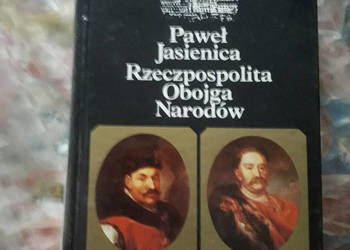 Paweł
Jasienica
Rzeczpospolita
Obojga
Narodów